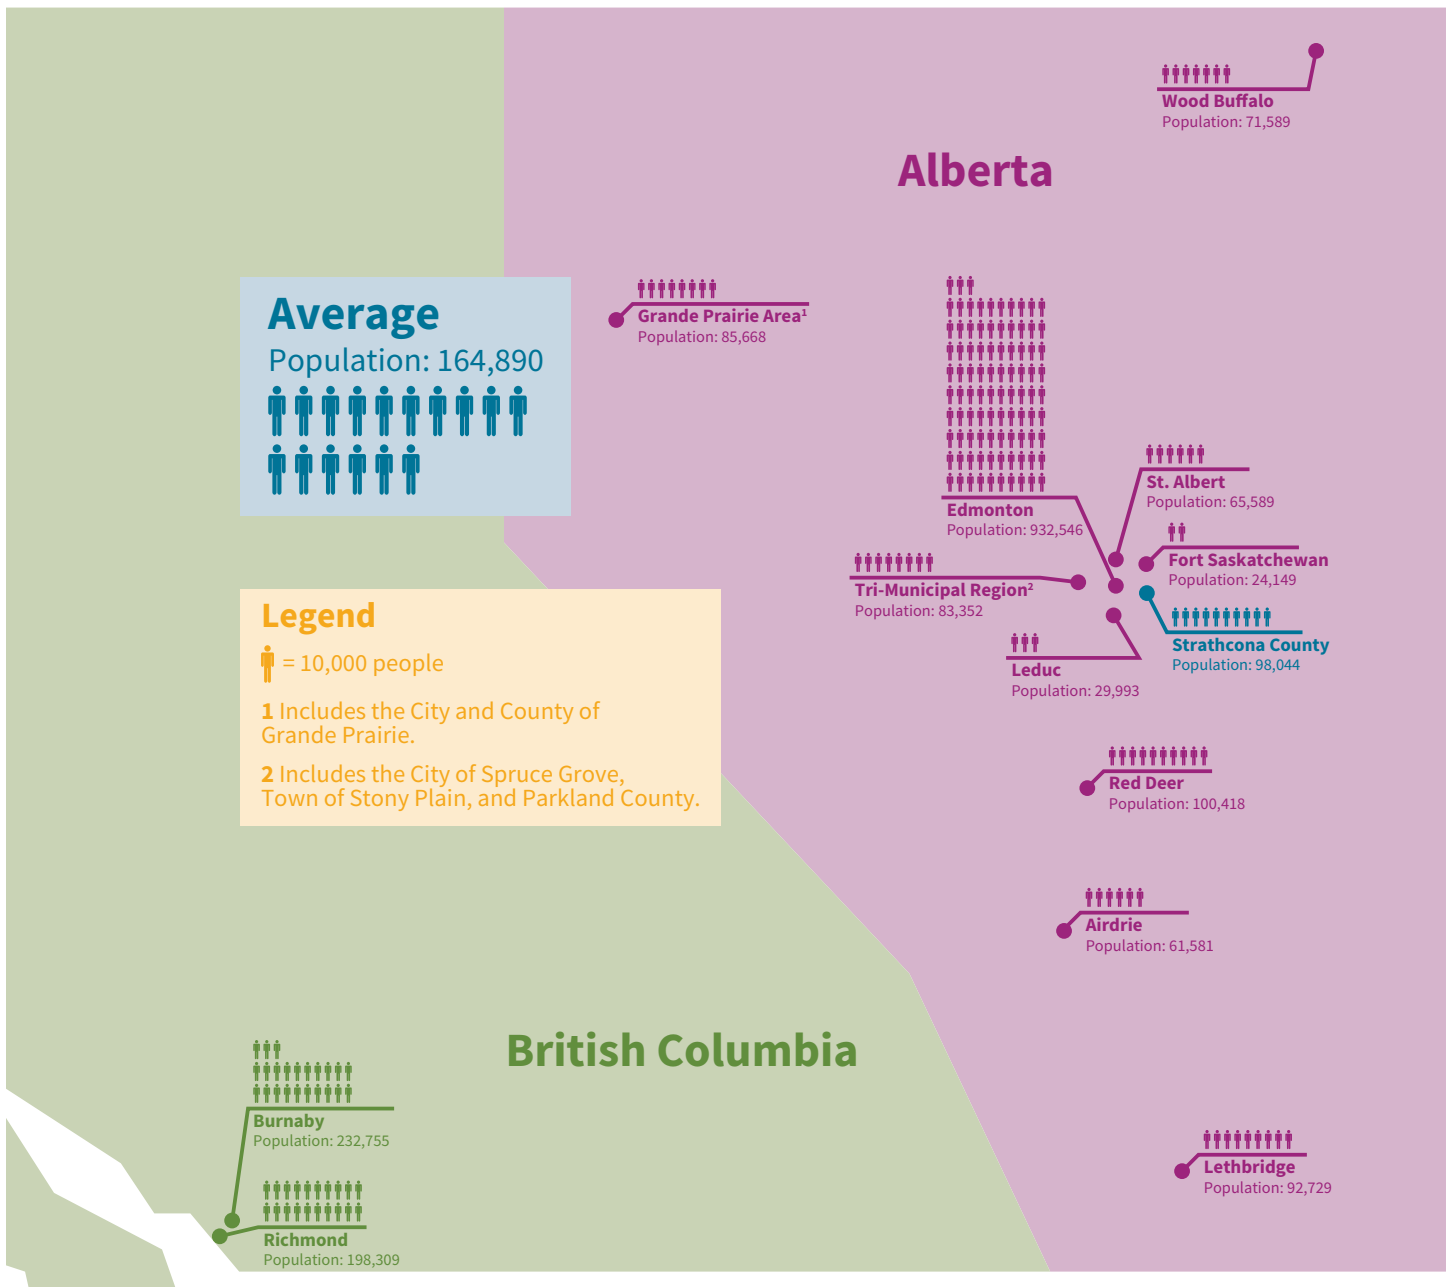 Wood Buffalo
Population: 71,589
Alberta
Average
Population: 164,890
Grande Prairie Area¹
Population: 85,668
Edmonton
Population: 932,546
St. Albert
Population: 65,589
Fort Saskatchewan
Population: 24,149
Tri-Municipal Region²
Population: 83,352
Strathcona County
Population: 98,044
Leduc
Population: 29,993
Legend
= 10,000 people
1 Includes the City and County of
Grande Prairie.
2 Includes the City of Spruce Grove,
Town of Stony Plain, and Parkland County.
Red Deer
Population: 100,418
Airdrie
Population: 61,581
British Columbia
Burnaby
Population: 232,755
Lethbridge
Population: 92,729
Richmond
Population: 198,309